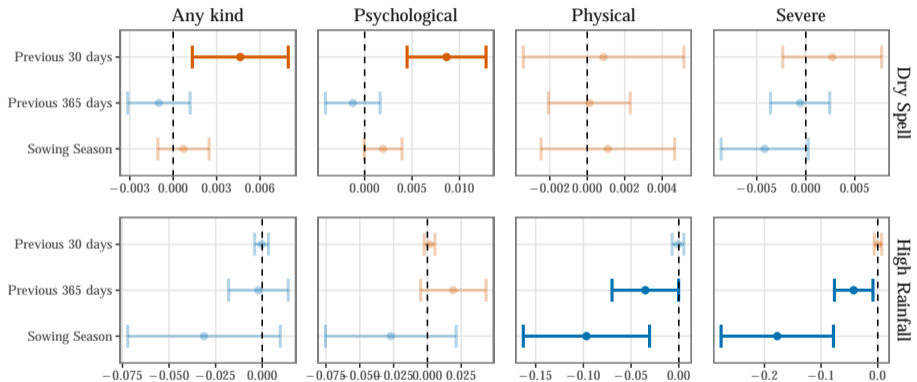 Any kind Psychological Physical Severe
Previous 30 days
Previous 365 days
Sowing Season
Dry Spell
−0.003 0.000 0.003 0.006 0.000 0.005 0.010 −0.002 0.000 0.002 0.004 −0.005 0.000 0.005
Previous 30 days
Previous 365 days
Sowing Season
High Rainfall
−0.075 −0.050 −0.025 0.000 −0.075 −0.050 −0.025 0.000 0.025 −0.15 −0.10 −0.05 0.00 −0.2 −0.1 0.0